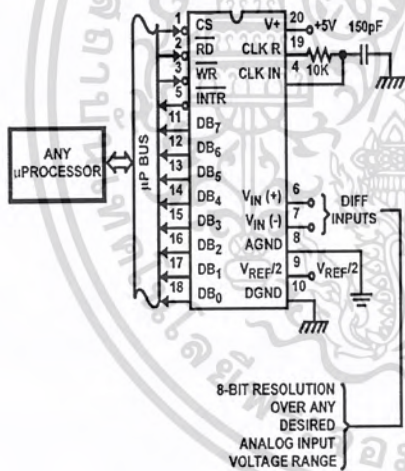 1 CS V+ 20 +5V 150pF
2 RD CLK R 19 10K
3 WR CLK IN 4
5 INTR
11 DB7
12 DB6
13 DB5
14 DB4 VIN (+) 6
15 DB3 VIN (-) 7
DIFF
INPUTS
16 DB2 AGND 8
17 DB1 VREF/2 9 VREF/2
18 DB0 DGND 10
ANY
µPROCESSOR
µP BUS
8-BIT RESOLUTION
OVER ANY
DESIRED
ANALOG INPUT
VOLTAGE RANGE